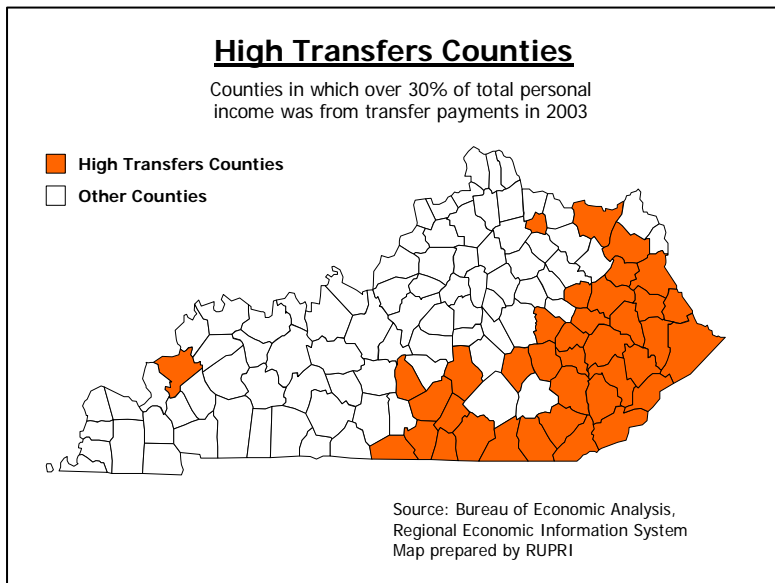 High Transfers Counties
Counties in which over 30% of total personal
income was from transfer payments in 2003
High Transfers Counties
Other Counties
Source: Bureau of Economic Analysis,
Regional Economic Information System
Map prepared by RUPRI